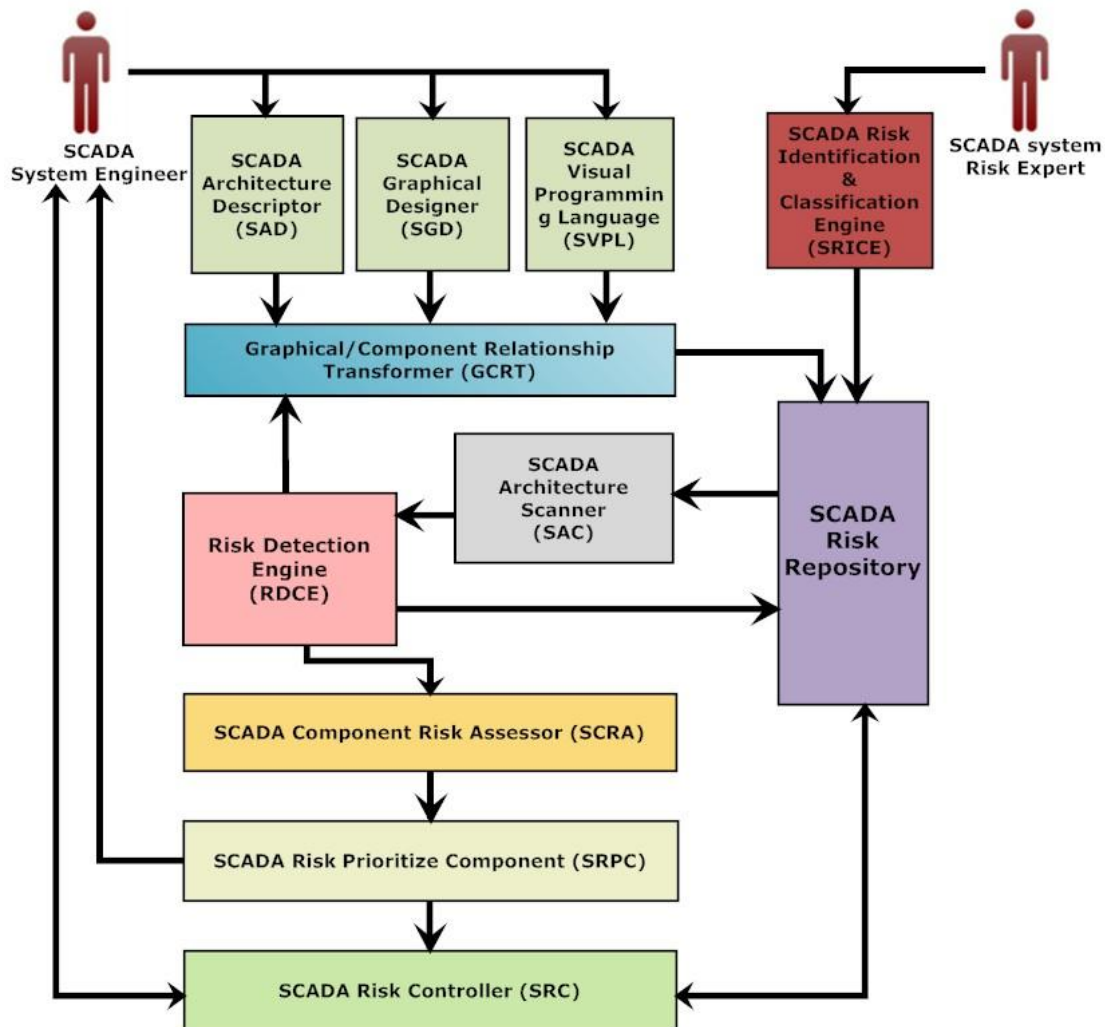 SCADA
System Engineer
SCADA
Architecture
Descriptor
(SAD)
SCADA
Graphical
Designer
(SGD)
SCADA
Visual
Programmin
g Language
(SVPL)
SCADA Risk
Identification
&
Classification
Engine
(SRICE)
SCADA system
Risk Expert
Graphical/Component Relationship
Transformer (GCRT)
SCADA
Architecture
Scanner
(SAC)
SCADA
Risk
Repository
Risk Detection
Engine
(RDCE)
SCADA Component Risk Assessor (SCRA)
SCADA Risk Prioritize Component (SRPC)
SCADA Risk Controller (SRC)